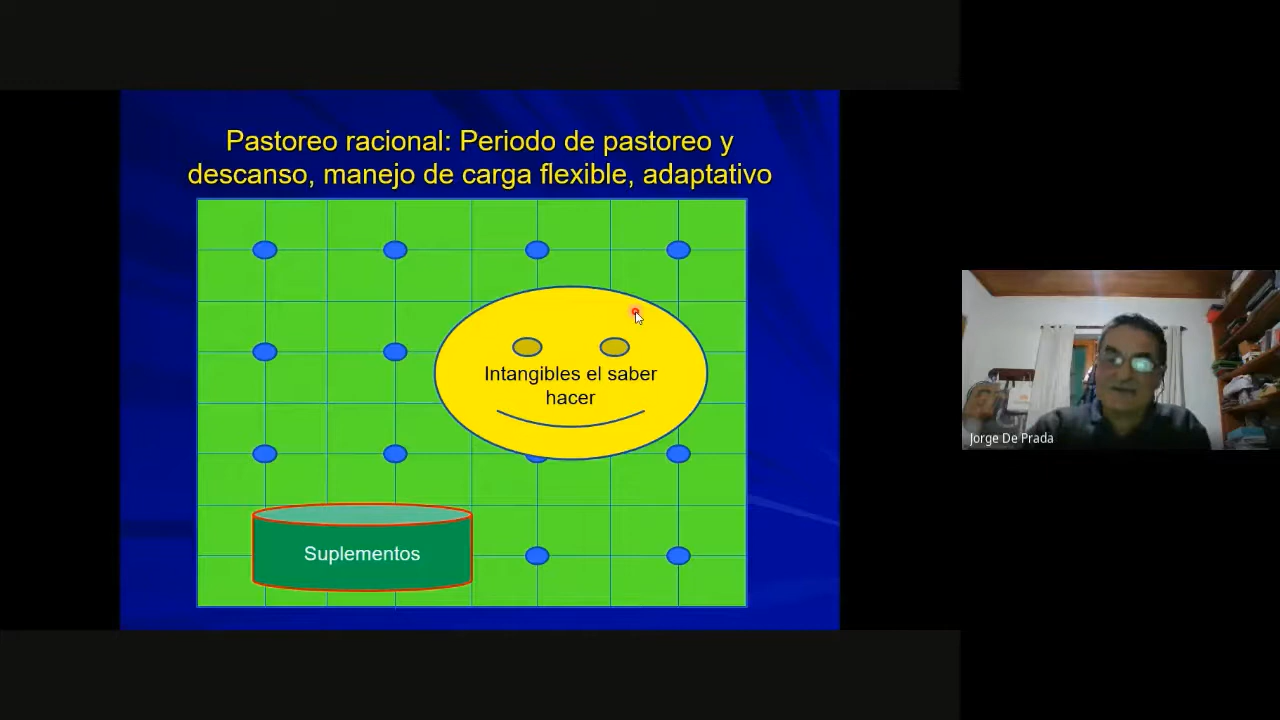 Pastoreo racional: Periodo de pastoreo y
descanso, manejo de carga flexible, adaptativo
Intangibles el saber
hacer
Suplementos
Jorge De Prada